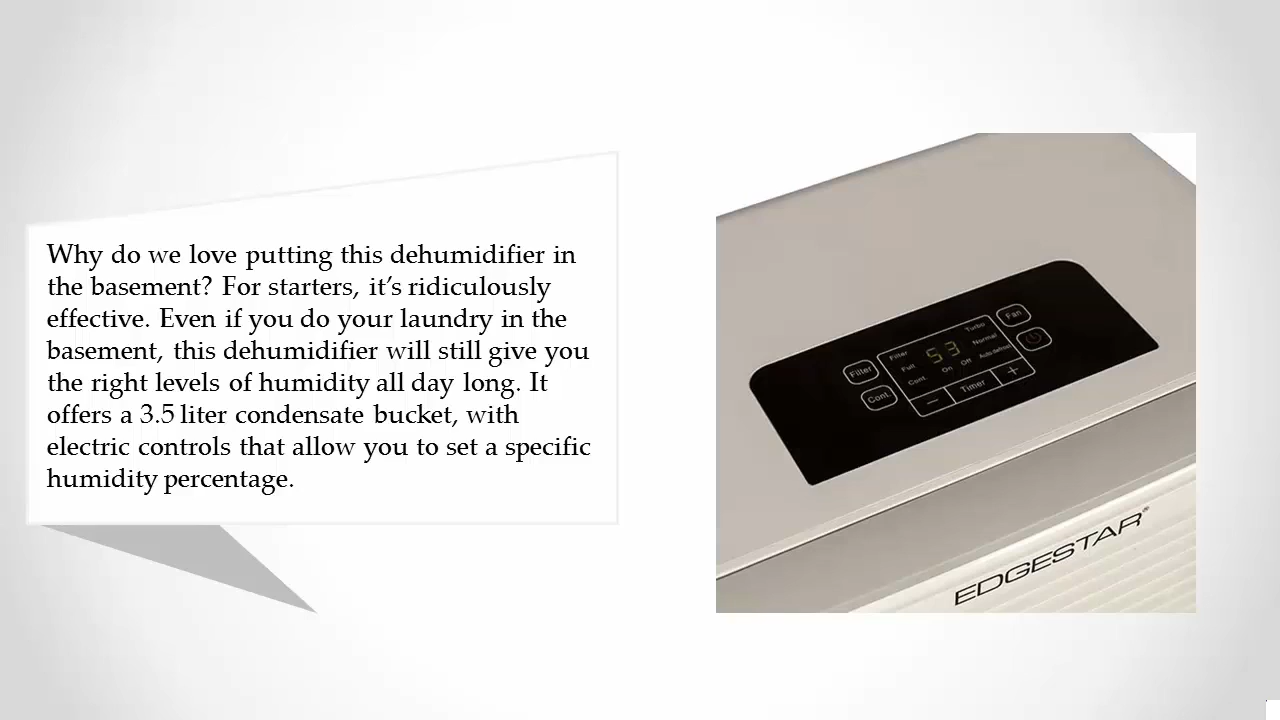 Why do we love putting this dehumidifier in
the basement? For starters, it’s ridiculously
effective. Even if you do your laundry in the
basement, this dehumidifier will still give you
the right levels of humidity all day long. It
offers a 3.5 liter condensate bucket, with
electric controls that allow you to set a specific
humidity percentage.
Filter
Cont.
Filter
Full
Cont.
53
On
Off
Turbo
Normal
Auto defrost
Fan
—
Timer
+
EDGESTAR®